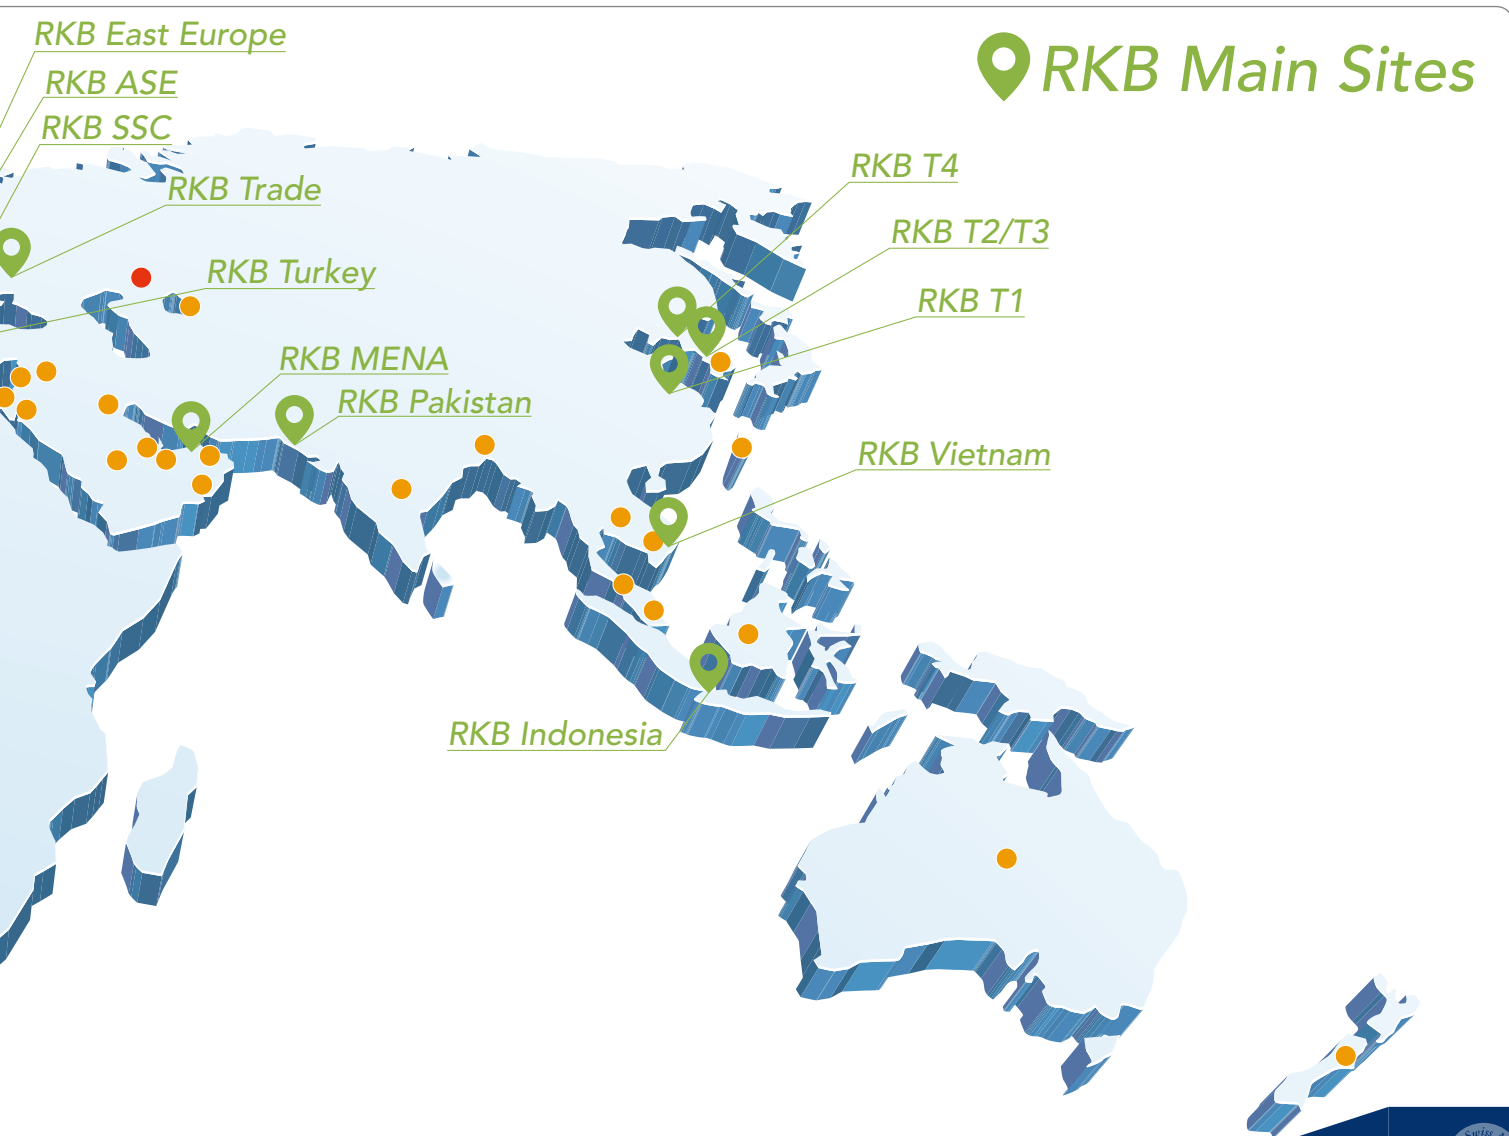 RKB East Europe
RKB Main Sites
RKB ASE
RKB SSC
RKB T4
RKB Trade
RKB T2/T3
RKB Turkey
RKB T1
RKB MENA
RKB Pakistan
RKB Vietnam
RKB Indonesia
Swiss